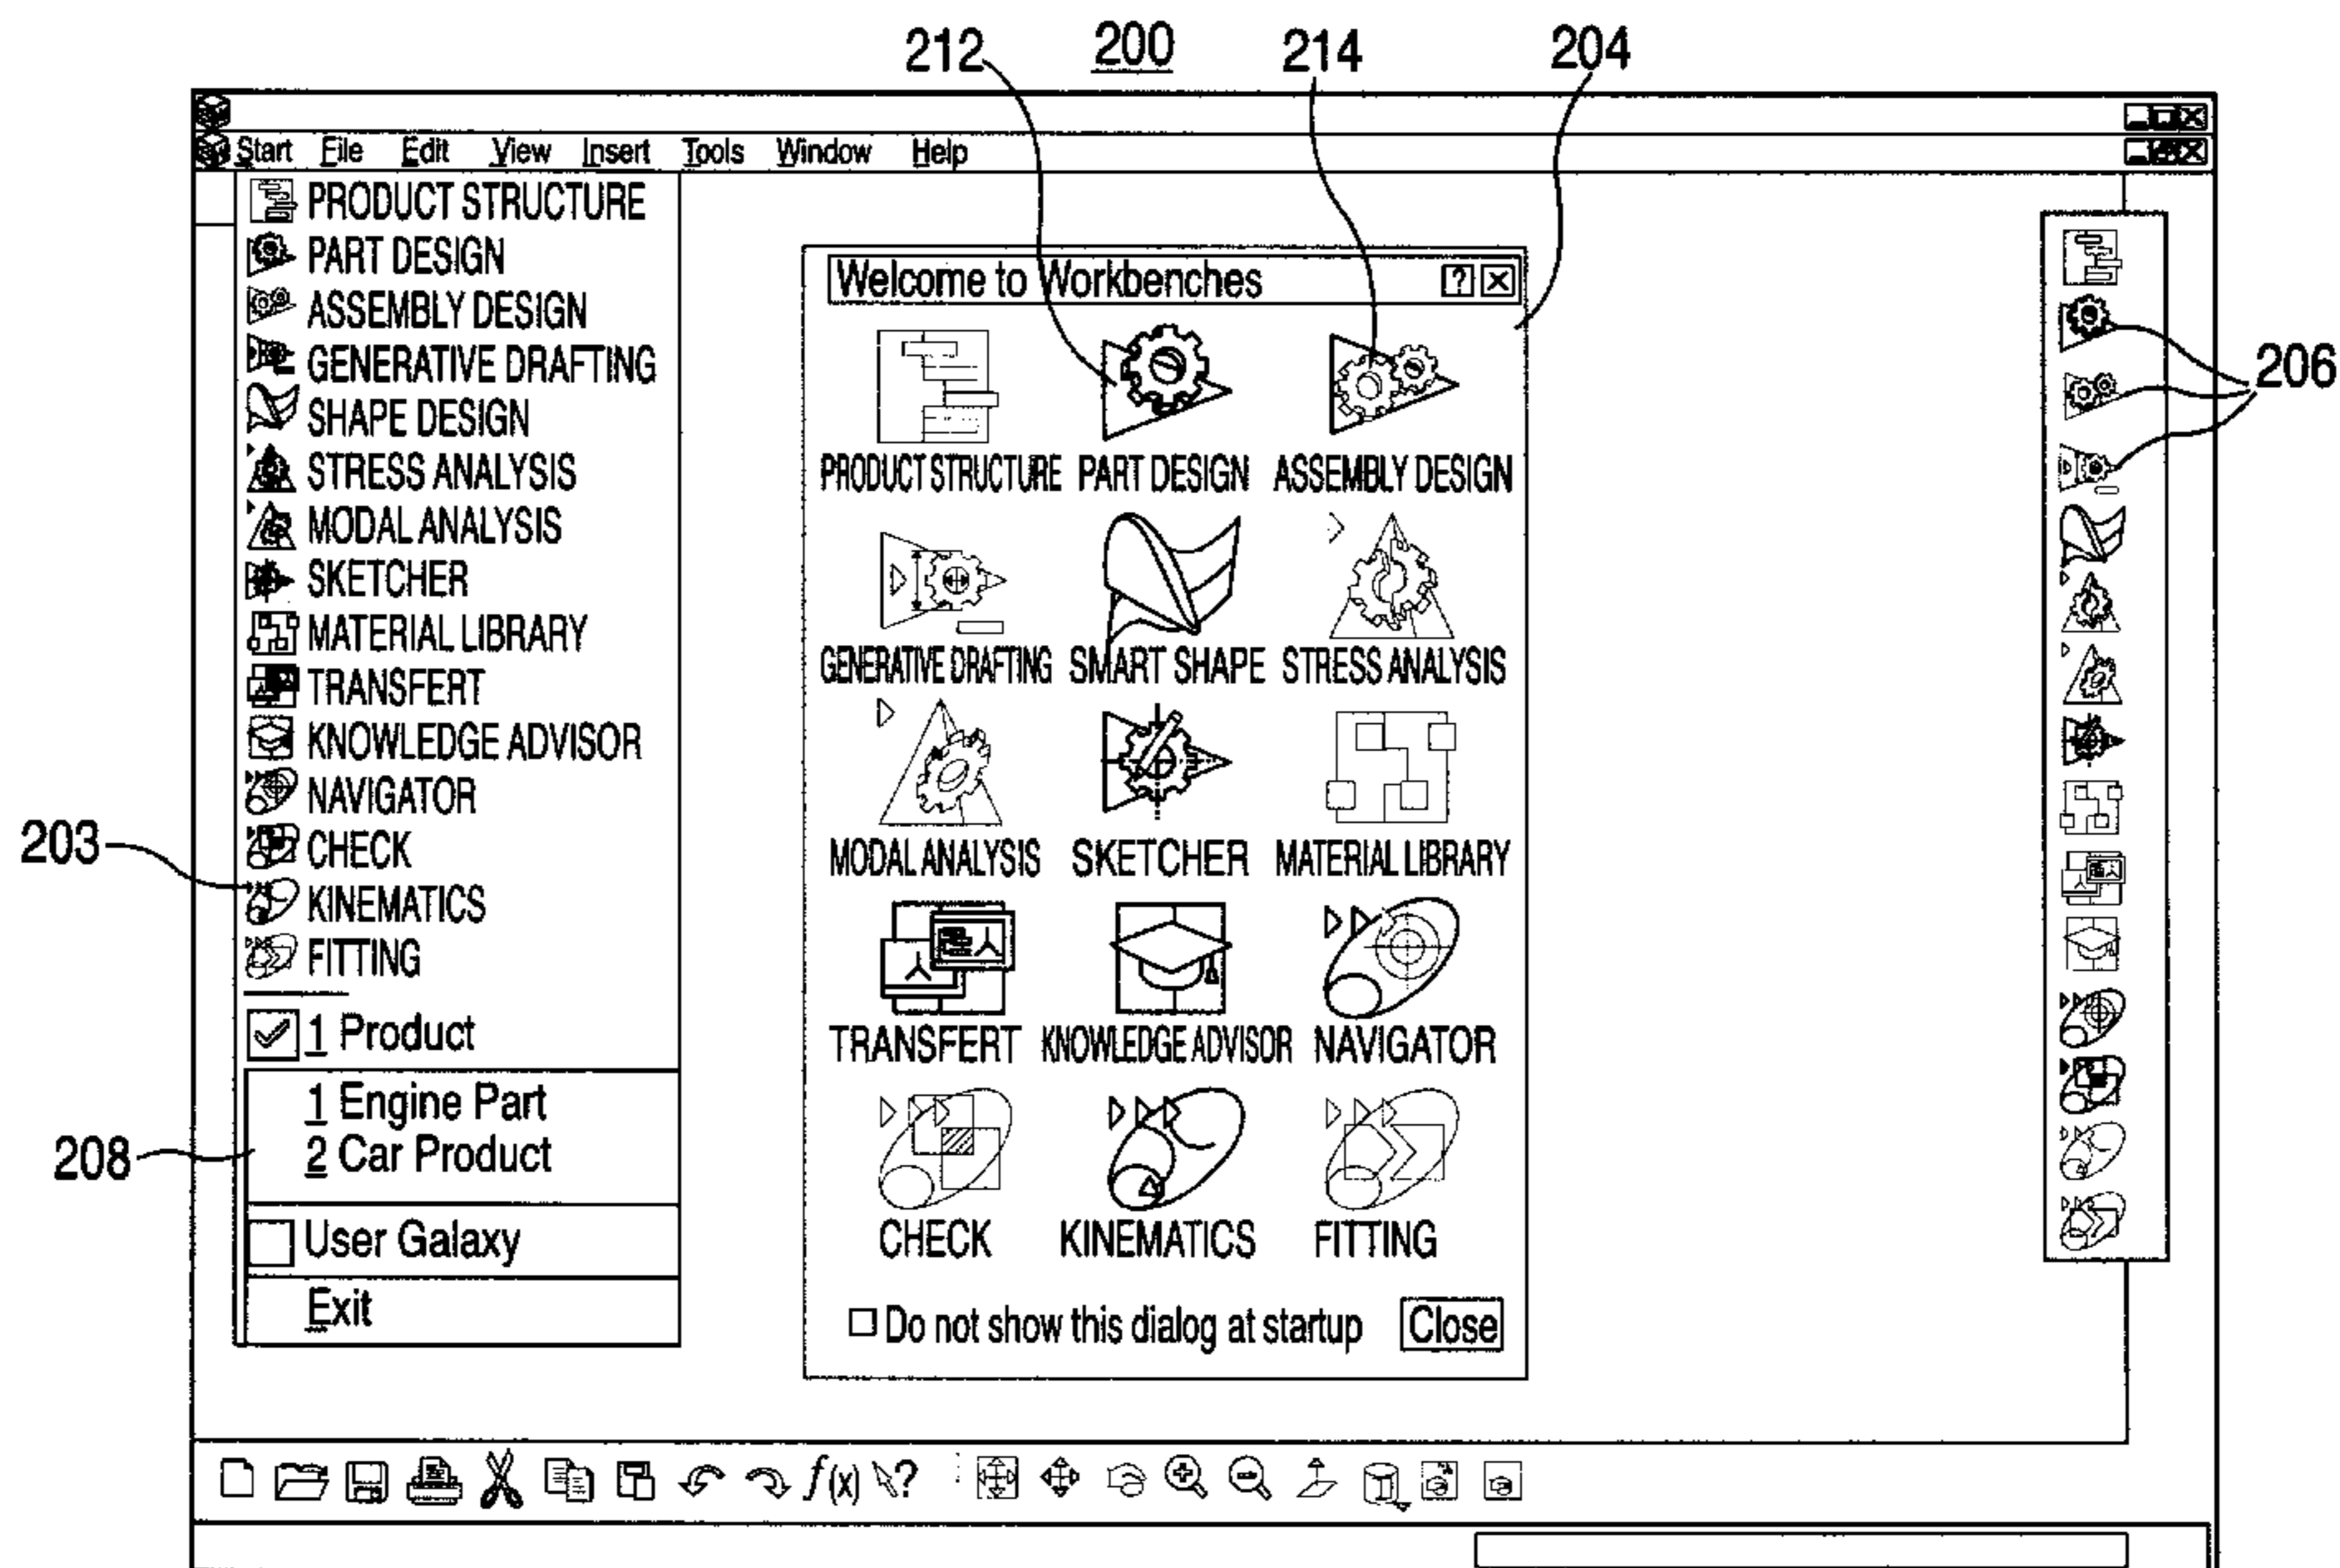 212 200 214 204
Start File Edit View Insert Tools Window Help
PRODUCT STRUCTURE
PART DESIGN
ASSEMBLY DESIGN
GENERATIVE DRAFTING
SHAPE DESIGN
STRESS ANALYSIS
MODAL ANALYSIS
SKETCHER
MATERIAL LIBRARY
TRANSFERT
KNOWLEDGE ADVISOR
NAVIGATOR
CHECK
203
KINEMATICS
FITTING
1 Product
1 Engine Part
2 Car Product
208
User Galaxy
Exit
Welcome to Workbenches ?
PRODUCT STRUCTURE PART DESIGN ASSEMBLY DESIGN
GENERATIVE DRAFTING SMART SHAPE STRESS ANALYSIS
MODAL ANALYSIS SKETCHER MATERIAL LIBRARY
TRANSFERT KNOWLEDGE ADVISOR NAVIGATOR
CHECK KINEMATICS FITTING
Do not show this dialog at startup Close
206
f(x) ?